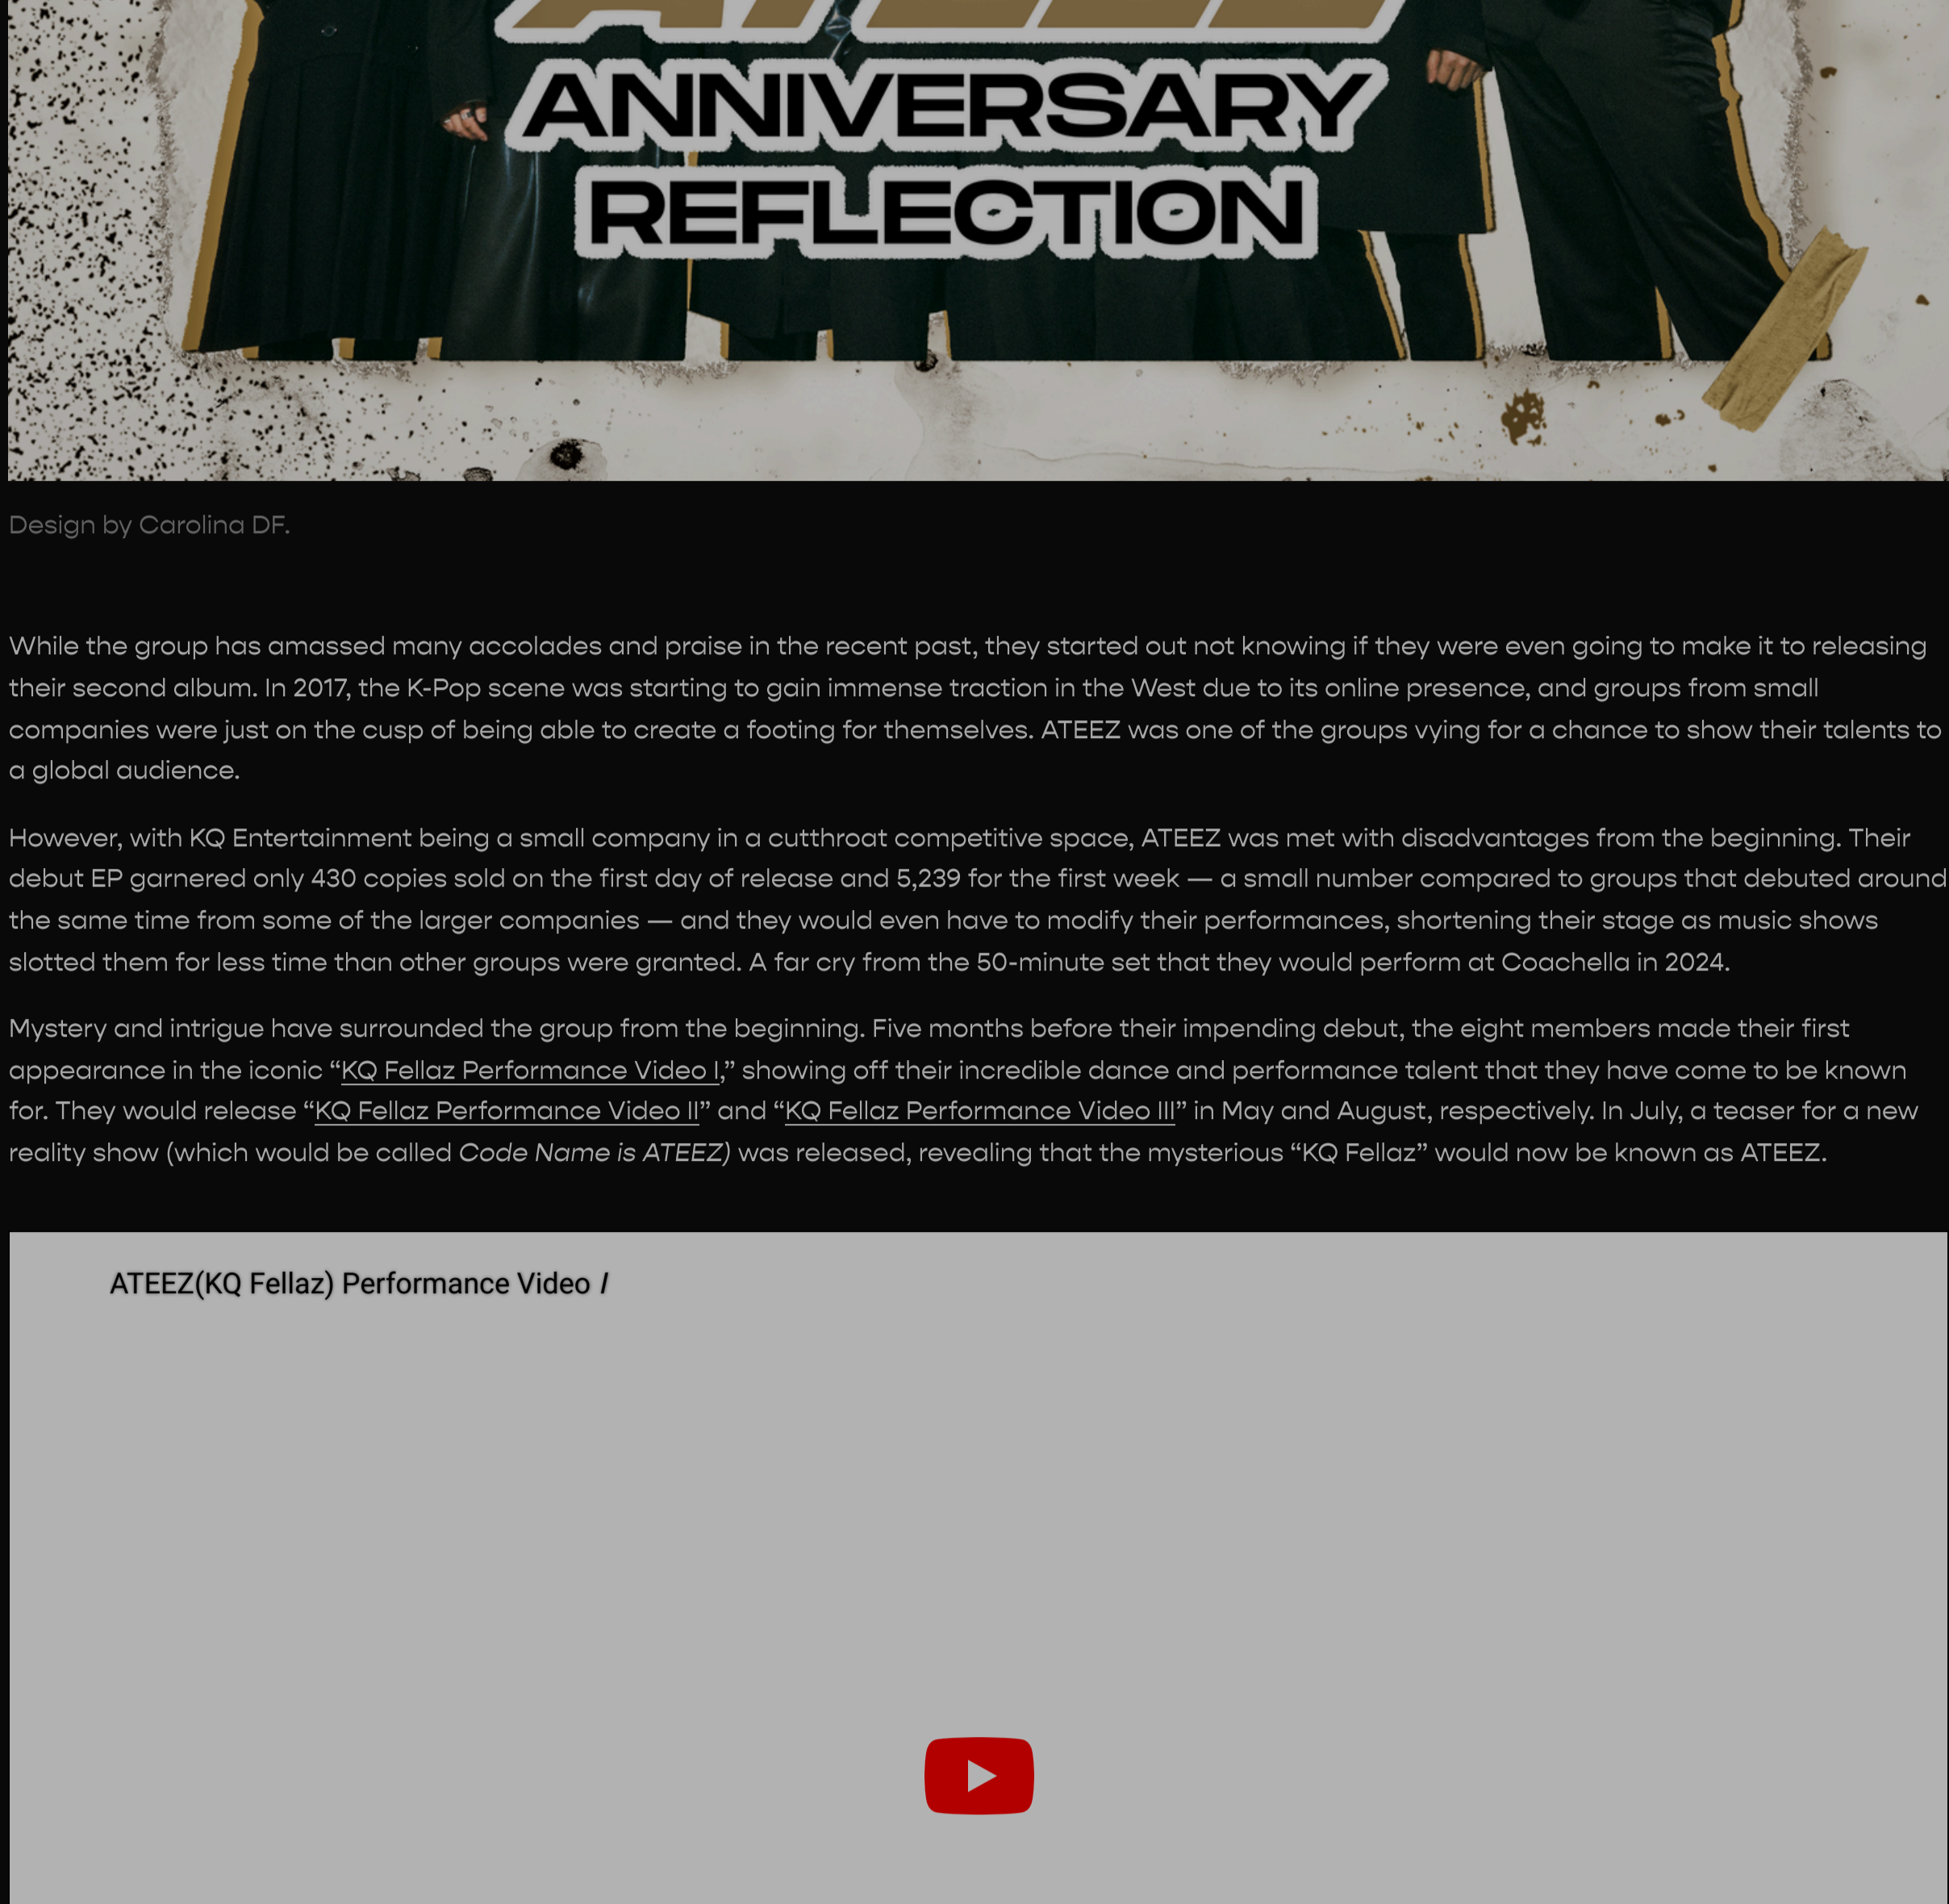 ATEEZ
ANNIVERSARY
REFLECTION
Design by Carolina DF.
While the group has amassed many accolades and praise in the recent past, they started out not knowing if they were even going to make it to releasing
their second album. In 2017, the K-Pop scene was starting to gain immense traction in the West due to its online presence, and groups from small
companies were just on the cusp of being able to create a footing for themselves. ATEEZ was one of the groups vying for a chance to show their talents to
a global audience.
However, with KQ Entertainment being a small company in a cutthroat competitive space, ATEEZ was met with disadvantages from the beginning. Their
debut EP garnered only 430 copies sold on the first day of release and 5,239 for the first week — a small number compared to groups that debuted around
the same time from some of the larger companies — and they would even have to modify their performances, shortening their stage as music shows
slotted them for less time than other groups were granted. A far cry from the 50-minute set that they would perform at Coachella in 2024.
Mystery and intrigue have surrounded the group from the beginning. Five months before their impending debut, the eight members made their first
appearance in the iconic “KQ Fellaz Performance Video I,” showing off their incredible dance and performance talent that they have come to be known
for. They would release “KQ Fellaz Performance Video II” and “KQ Fellaz Performance Video III” in May and August, respectively. In July, a teaser for a new
reality show (which would be called Code Name is ATEEZ) was released, revealing that the mysterious “KQ Fellaz” would now be known as ATEEZ.
ATEEZ(KQ Fellaz) Performance Video I